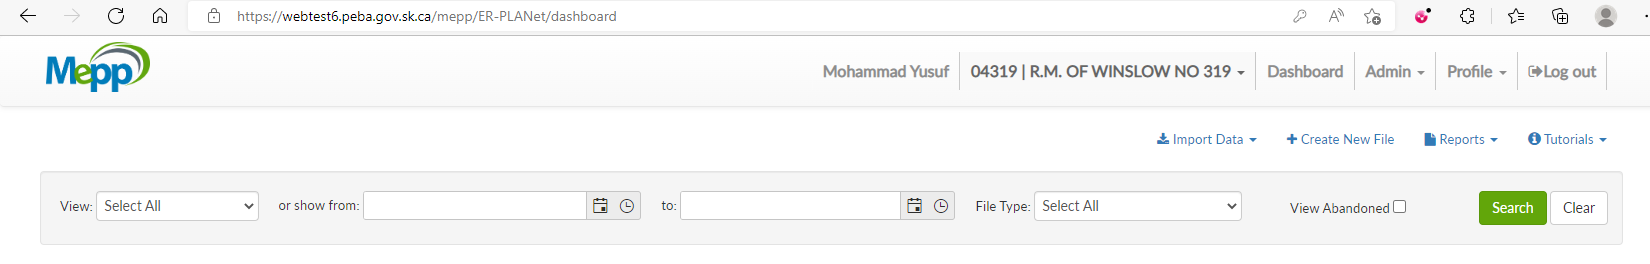 https://webtest6.peba.gov.sk.ca/mepp/ER-PLANet/dashboard
Mepp
Mohammad Yusuf 04319 | R.M. OF WINSLOW NO 319 Dashboard Admin Profile Log out
Import Data + Create New File Reports Tutorials
View: Select All or show from: to: File Type: Select All View Abandoned Search Clear